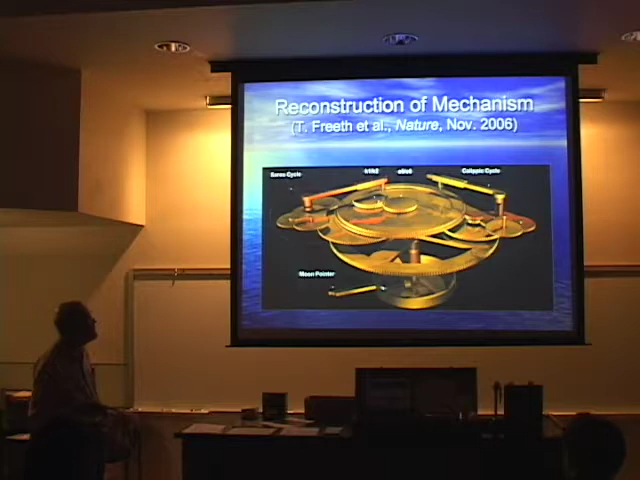 Reconstruction of Mechanism
(T. Freeth et al., Nature, Nov. 2006)
Saros Cycle
Callippic Cycle
Moon Pointer